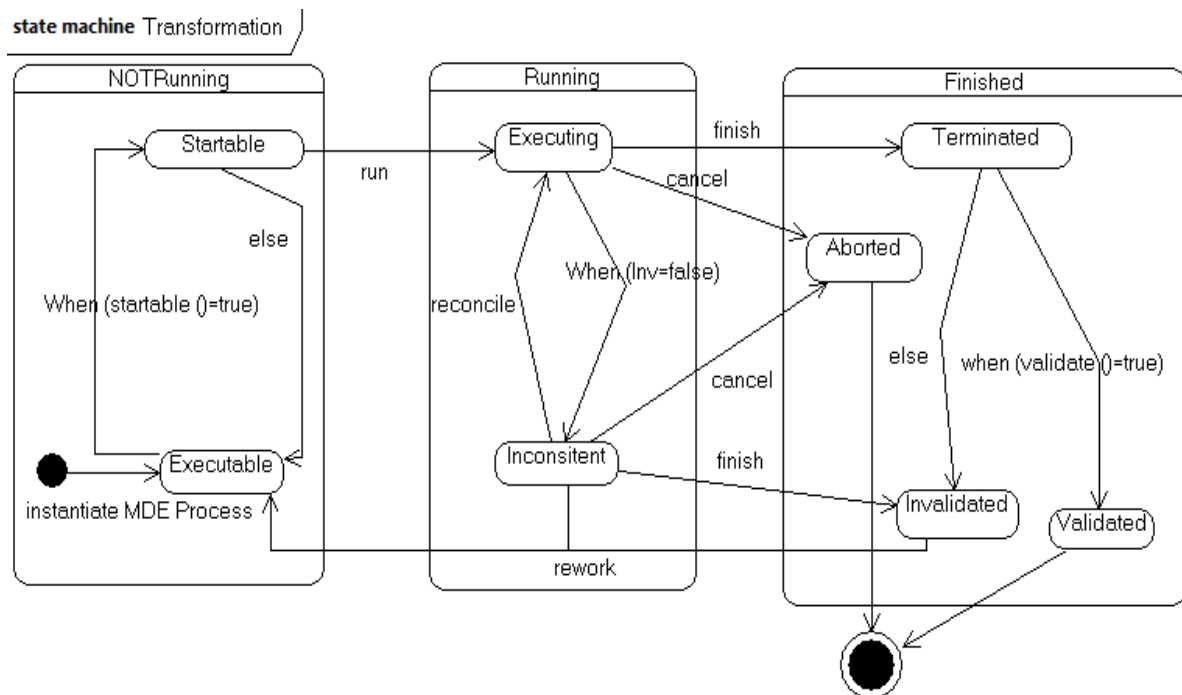 state machine Transformation
NOTRunning
Running
Finished
Startable
Executing
finish
Terminated
run
cancel
else
Aborted
When (Inv=false)
When (startable ()=true)
reconcile
else
when (validate ()=true)
cancel
Executable
Inconsitent
finish
instantiate MDE Process
Invalidated
Validated
rework